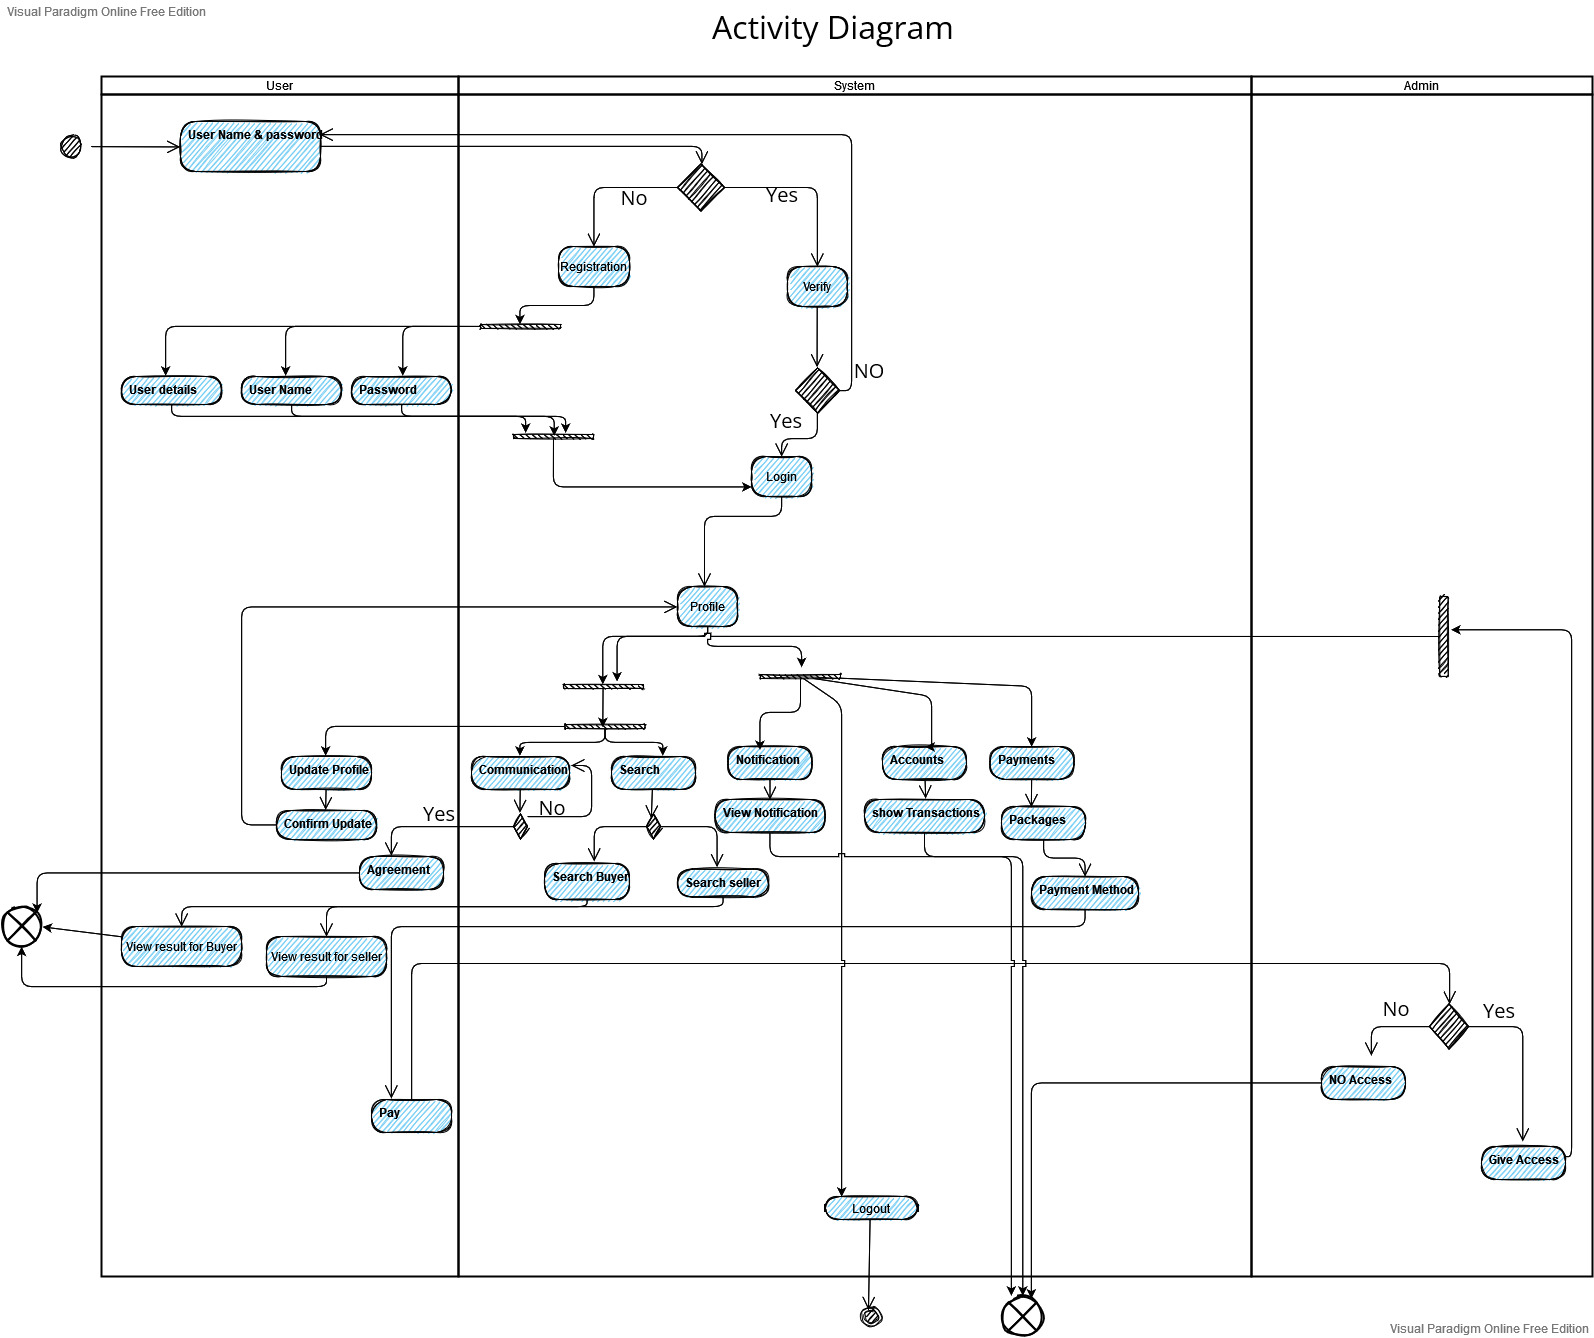 Visual Paradigm Online Free Edition
Activity Diagram
User
System
Admin
User Name & password
No
Yes
Registration
Verify
NO
User details
User Name
Password
Yes
Login
Profile
Update Profile
Communication
Search
Notification
Accounts
Payments
Confirm Update
Yes
No
View Notification
show Transactions
Packages
Agreement
Search Buyer
Search seller
Payment Method
View result for Buyer
View result for seller
No
Yes
NO Access
Pay
Give Access
Logout
Visual Paradigm Online Free Edition